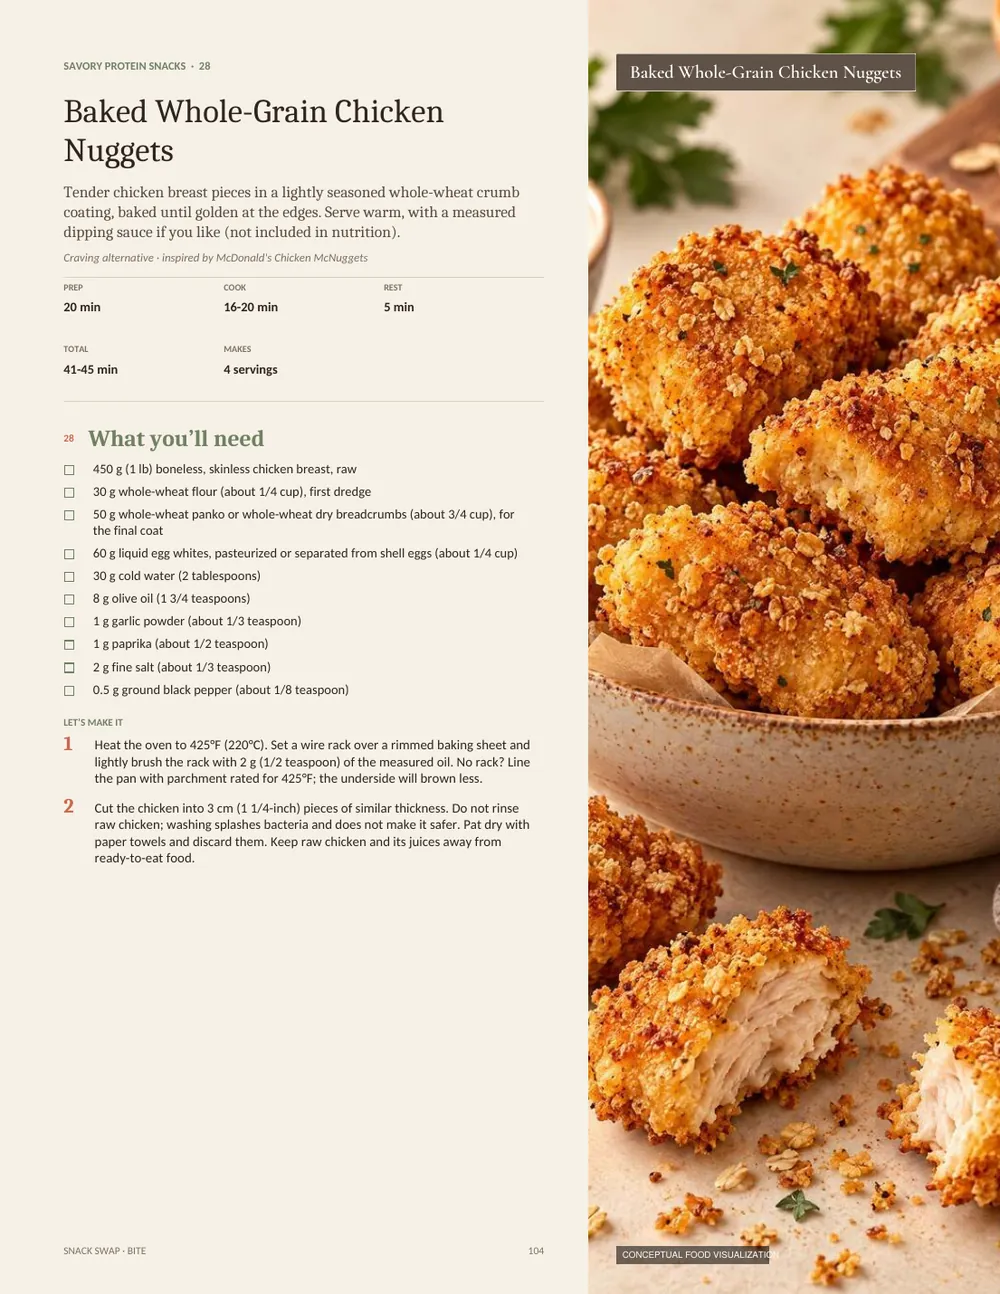 SAVORY PROTEIN SNACKS · 28
Baked Whole-Grain Chicken
Nuggets
Tender chicken breast pieces in a lightly seasoned whole-wheat crumb
coating, baked until golden at the edges. Serve warm, with a measured
dipping sauce if you like (not included in nutrition).
Craving alternative · inspired by McDonald's Chicken McNuggets
PREP COOK REST
20 min 16-20 min 5 min
TOTAL MAKES
41-45 min 4 servings
28 What you’ll need
450 g (1 lb) boneless, skinless chicken breast, raw
30 g whole-wheat flour (about 1/4 cup), first dredge
50 g whole-wheat panko or whole-wheat dry breadcrumbs (about 3/4 cup), for
the final coat
60 g liquid egg whites, pasteurized or separated from shell eggs (about 1/4 cup)
30 g cold water (2 tablespoons)
8 g olive oil (1 3/4 teaspoons)
1 g garlic powder (about 1/3 teaspoon)
1 g paprika (about 1/2 teaspoon)
2 g fine salt (about 1/3 teaspoon)
0.5 g ground black pepper (about 1/8 teaspoon)
LET'S MAKE IT
1 Heat the oven to 425°F (220°C). Set a wire rack over a rimmed baking sheet and
lightly brush the rack with 2 g (1/2 teaspoon) of the measured oil. No rack? Line
the pan with parchment rated for 425°F; the underside will brown less.
2 Cut the chicken into 3 cm (1 1/4-inch) pieces of similar thickness. Do not rinse
raw chicken; washing splashes bacteria and does not make it safer. Pat dry with
paper towels and discard them. Keep raw chicken and its juices away from
ready-to-eat food.
SNACK SWAP · BITE 104
Baked Whole-Grain Chicken Nuggets
CONCEPTUAL FOOD VISUALIZATION